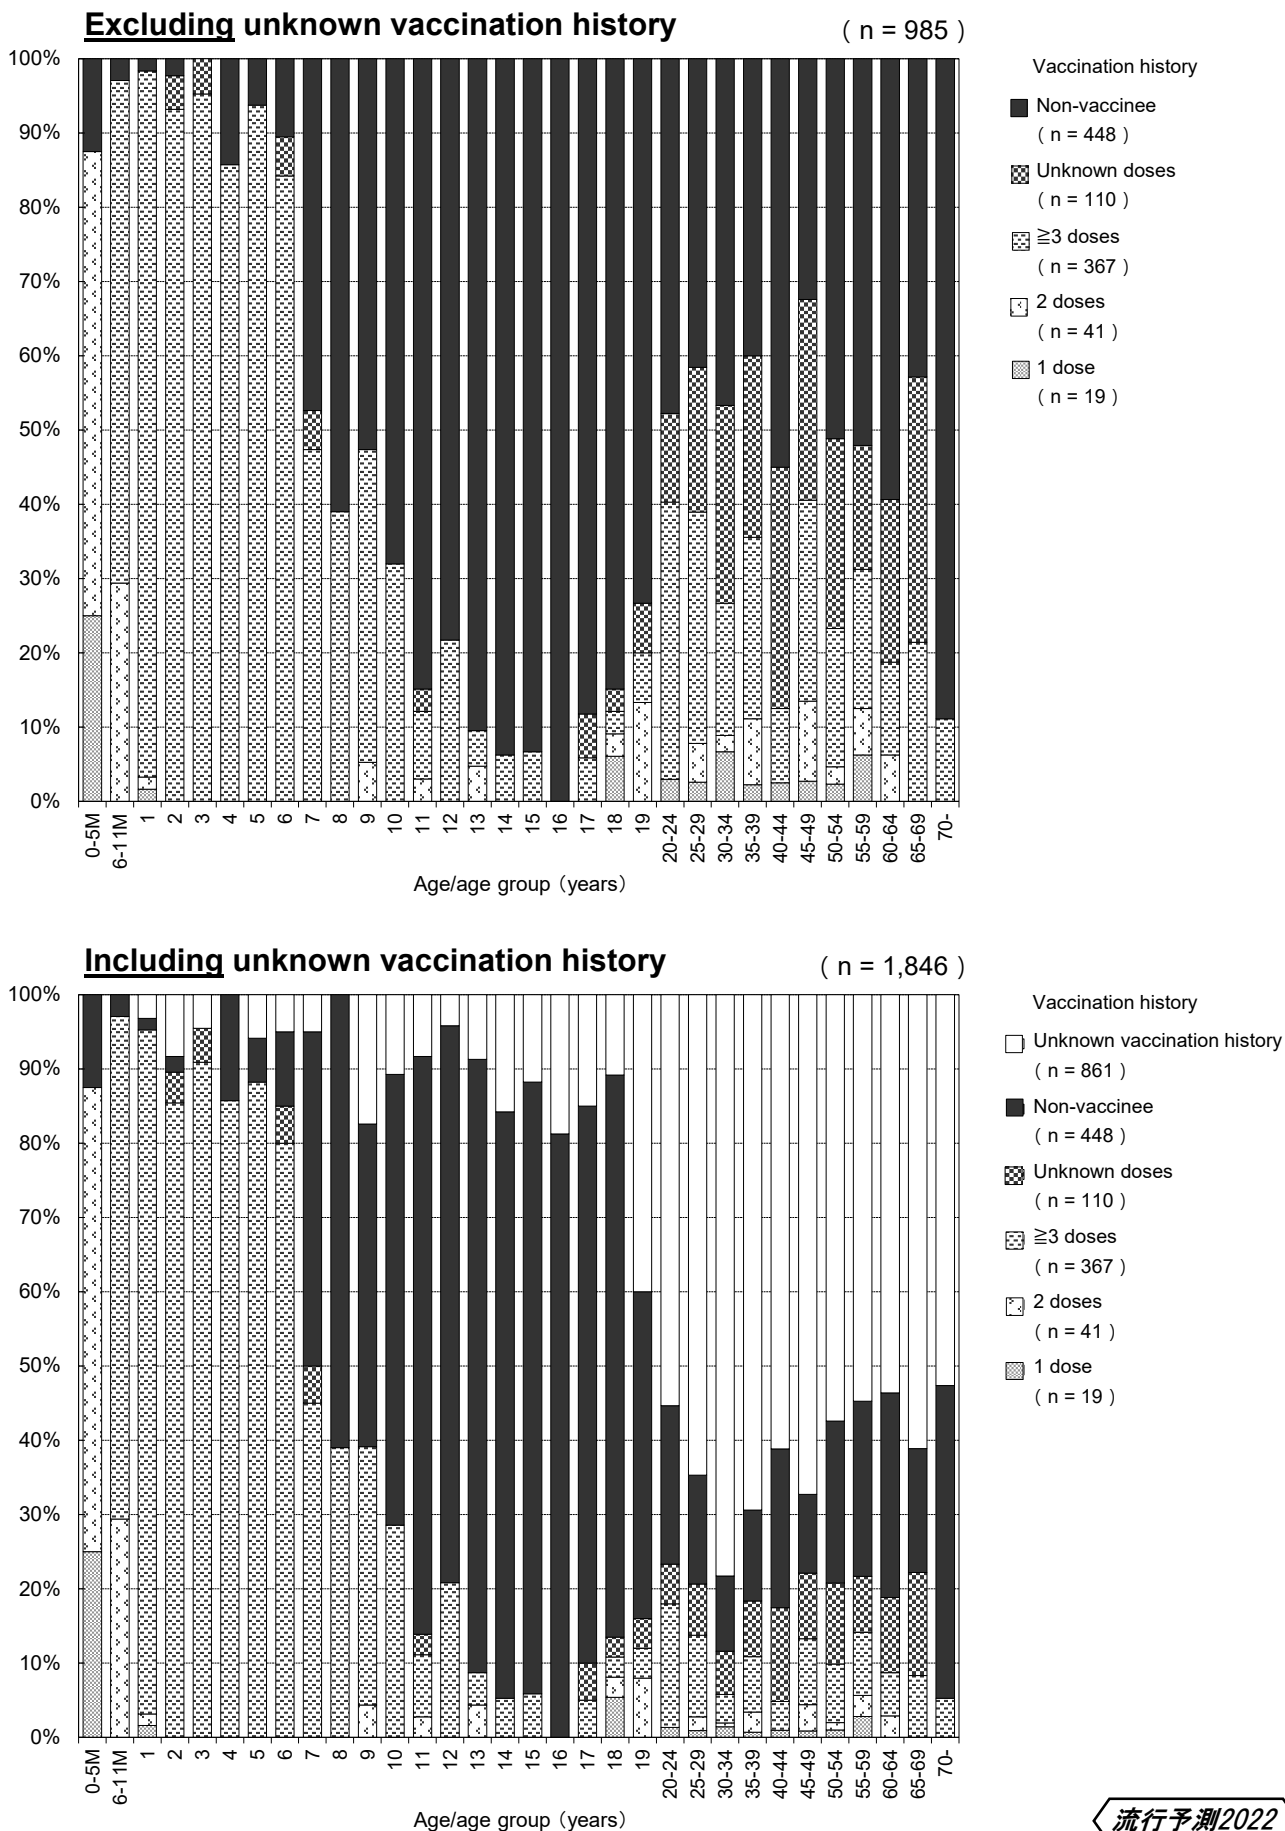 Excluding unknown vaccination history
( n = 985 )
100%
90%
80%
70%
60%
50%
40%
30%
20%
10%
0%
0-5M
6-11M
1
2
3
4
5
6
7
8
9
10
11
12
13
14
15
16
17
18
19
20-24
25-29
30-34
35-39
40-44
45-49
50-54
55-59
60-64
65-69
70-
Age/age group (years)
Vaccination history
Non-vaccinee
( n = 448 )
Unknown doses
( n = 110 )
≧3 doses
( n = 367 )
2 doses
( n = 41 )
1 dose
( n = 19 )
Including unknown vaccination history
( n = 1,846 )
100%
90%
80%
70%
60%
50%
40%
30%
20%
10%
0%
0-5M
6-11M
1
2
3
4
5
6
7
8
9
10
11
12
13
14
15
16
17
18
19
20-24
25-29
30-34
35-39
40-44
45-49
50-54
55-59
60-64
65-69
70-
Age/age group (years)
Vaccination history
Unknown vaccination history
( n = 861 )
Non-vaccinee
( n = 448 )
Unknown doses
( n = 110 )
≧3 doses
( n = 367 )
2 doses
( n = 41 )
1 dose
( n = 19 )
流行予測2022